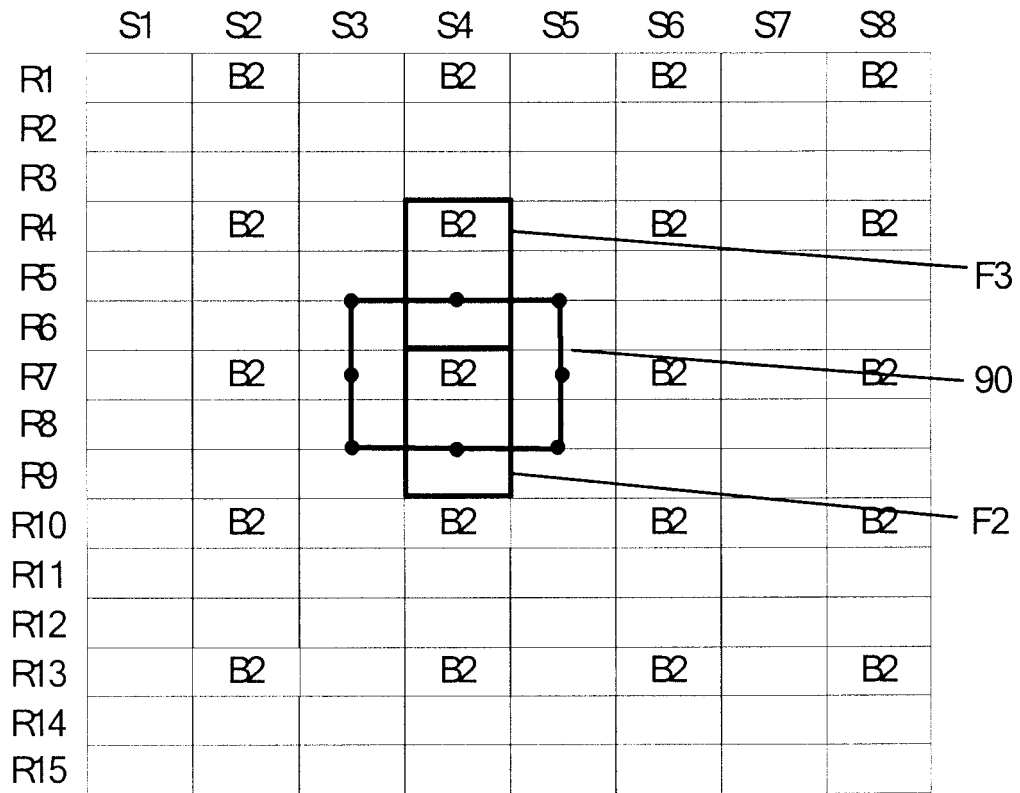 S1 S2 S3 S4 S5 S6 S7 S8
R1 B2 B2 B2 B2
R2
R3
R4 B2 B2 B2 B2
R5 F3
R6
R7 B2 B2 B2 B2 90
R8
R9
R10 B2 B2 B2 B2 F2
R11
R12
R13 B2 B2 B2 B2
R14
R15